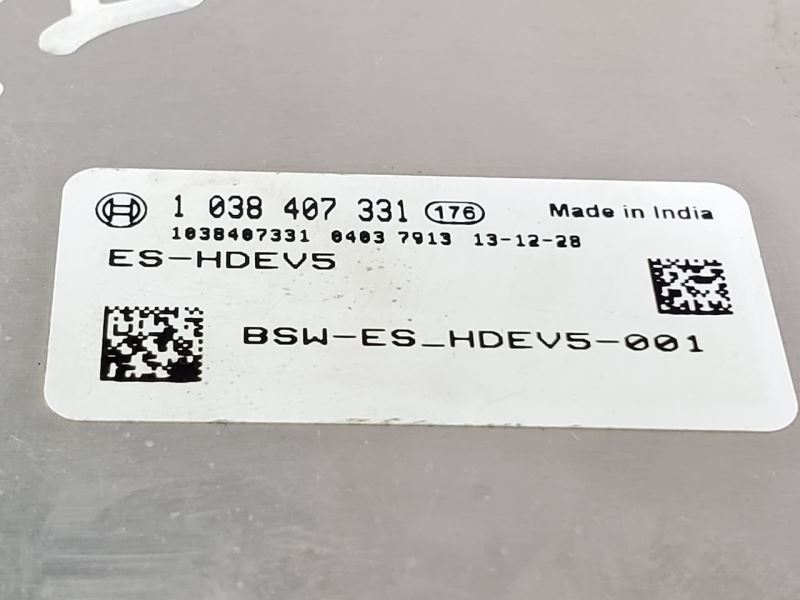 1 038 407 331 176 Made in India
1038407331 0403 7913 13-12-28
ES-HDEV5
BSW-ES_HDEV5-001